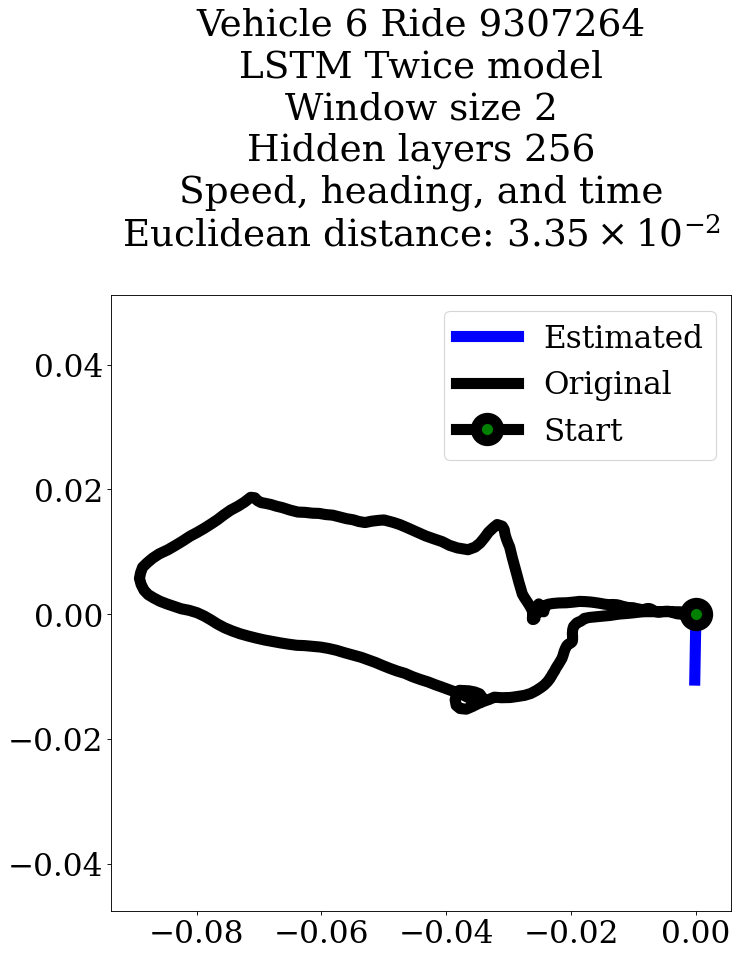 Vehicle 6 Ride 9307264
LSTM Twice model
Window size 2
Hidden layers 256
Speed, heading, and time
Euclidean distance: 3.35 × 10⁻²
Estimated
Original
Start
0.04
0.02
0.00
−0.02
−0.04
−0.08 −0.06 −0.04 −0.02 0.00